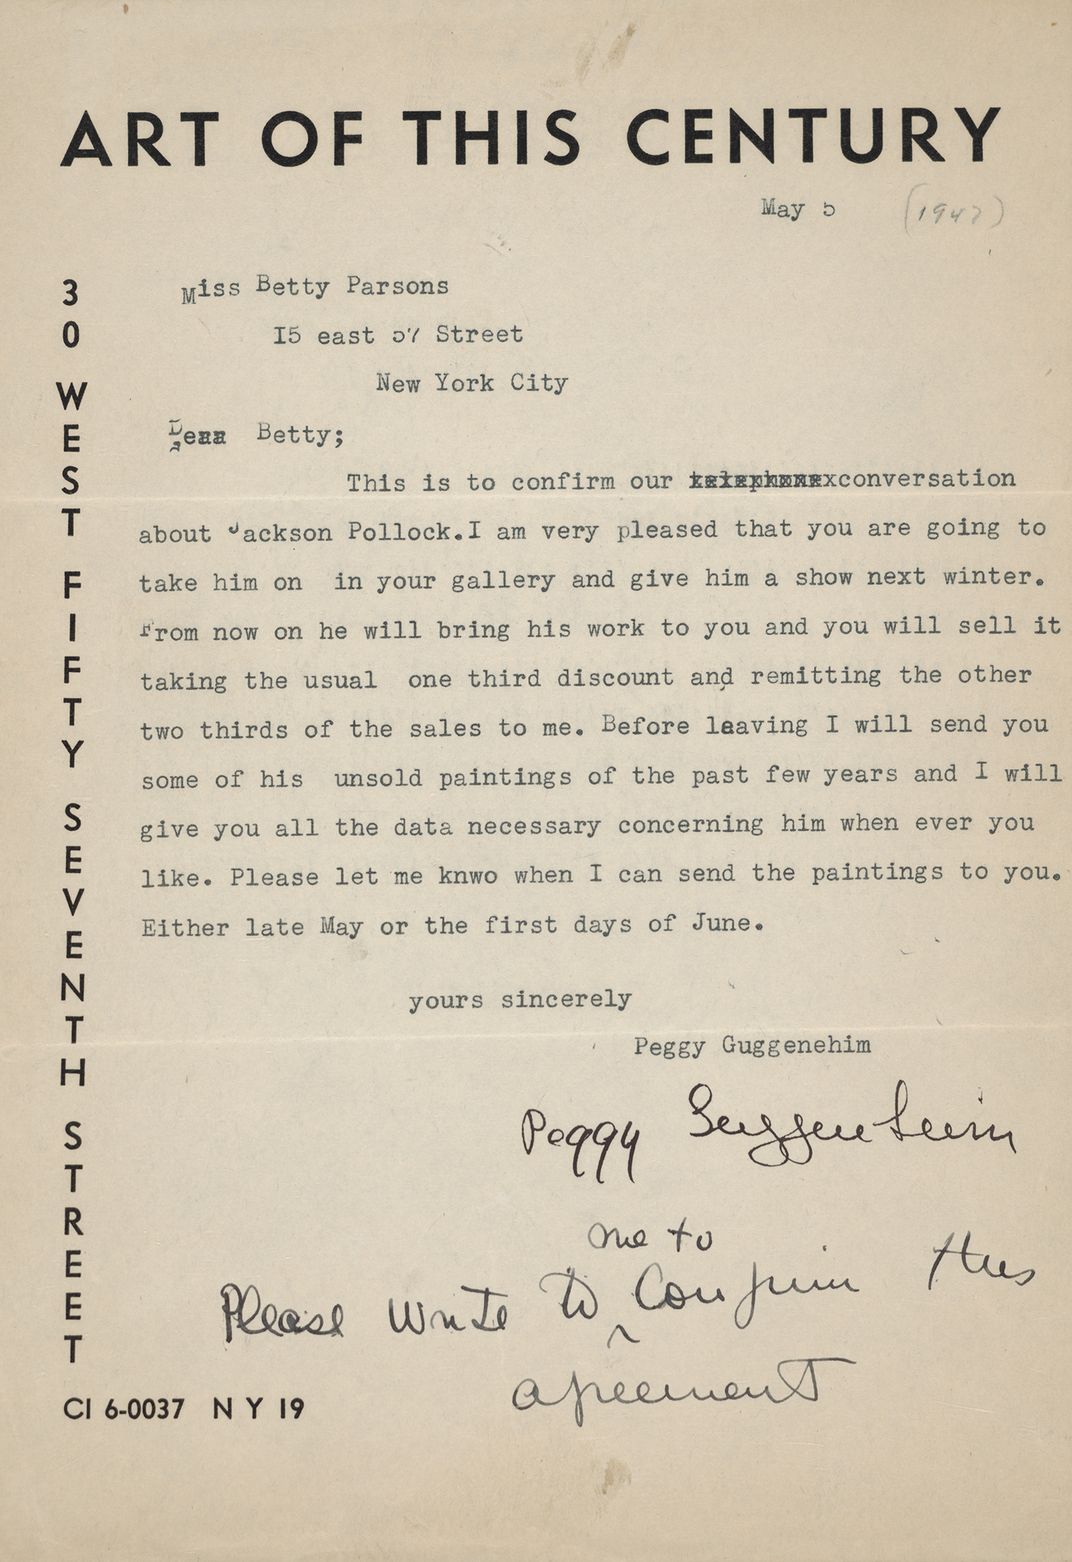 ART OF THIS CENTURY
May 5 (1947)
30 WEST FIFTY SEVENTH STREET
Miss Betty Parsons
15 east 57 Street
New York City
Dear Betty;
This is to confirm our telephone conversation
about Jackson Pollock.I am very pleased that you are going to
take him on in your gallery and give him a show next winter.
From now on he will bring his work to you and you will sell it
taking the usual one third discount and remitting the other
two thirds of the sales to me. Before leaving I will send you
some of his unsold paintings of the past few years and I will
give you all the data necessary concerning him when ever you
like. Please let me knwo when I can send the paintings to you.
Either late May or the first days of June.
yours sincerely
Peggy Guggenehim
Peggy Guggenheim
me to
Please write to confirm this
agreement
CI 6-0037 N Y 19